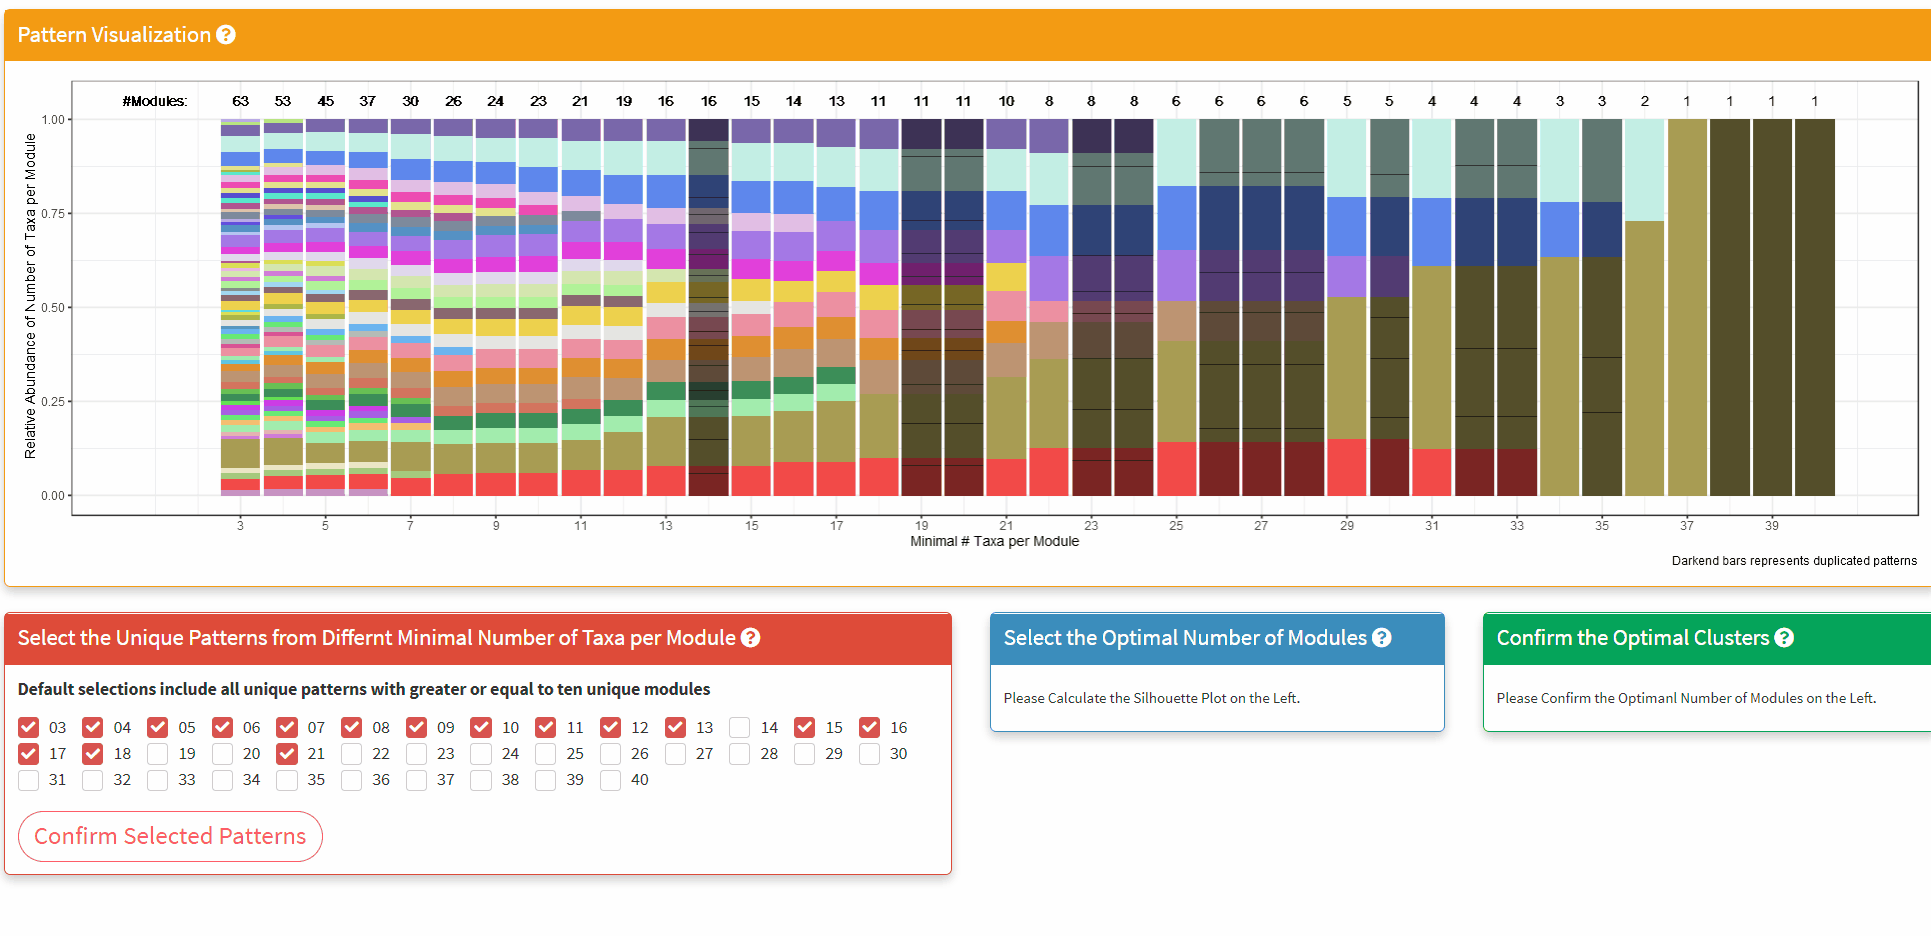 Pattern Visualization ?
#Modules: 63 53 45 37 30 26 24 23 21 19 16 16 15 14 13 11 11 11 10 8 8 8 6 6 6 6 5 5 4 4 4 3 3 2 1 1 1 1
Relative Abundance of Number of Taxa per Module
1.00
0.75
0.50
0.25
0.00
3 5 7 9 11 13 15 17 19 21 23 25 27 29 31 33 35 37 39
Minimal # Taxa per Module
Darkend bars represents duplicated patterns
Select the Unique Patterns from Differnt Minimal Number of Taxa per Module ?
Default selections include all unique patterns with greater or equal to ten unique modules
03 04 05 06 07 08 09 10 11 12 13 14 15 16
17 18 19 20 21 22 23 24 25 26 27 28 29 30
31 32 33 34 35 36 37 38 39 40
Confirm Selected Patterns
Select the Optimal Number of Modules ?
Please Calculate the Silhouette Plot on the Left.
Confirm the Optimal Clusters ?
Please Confirm the Optimanl Number of Modules on the Left.